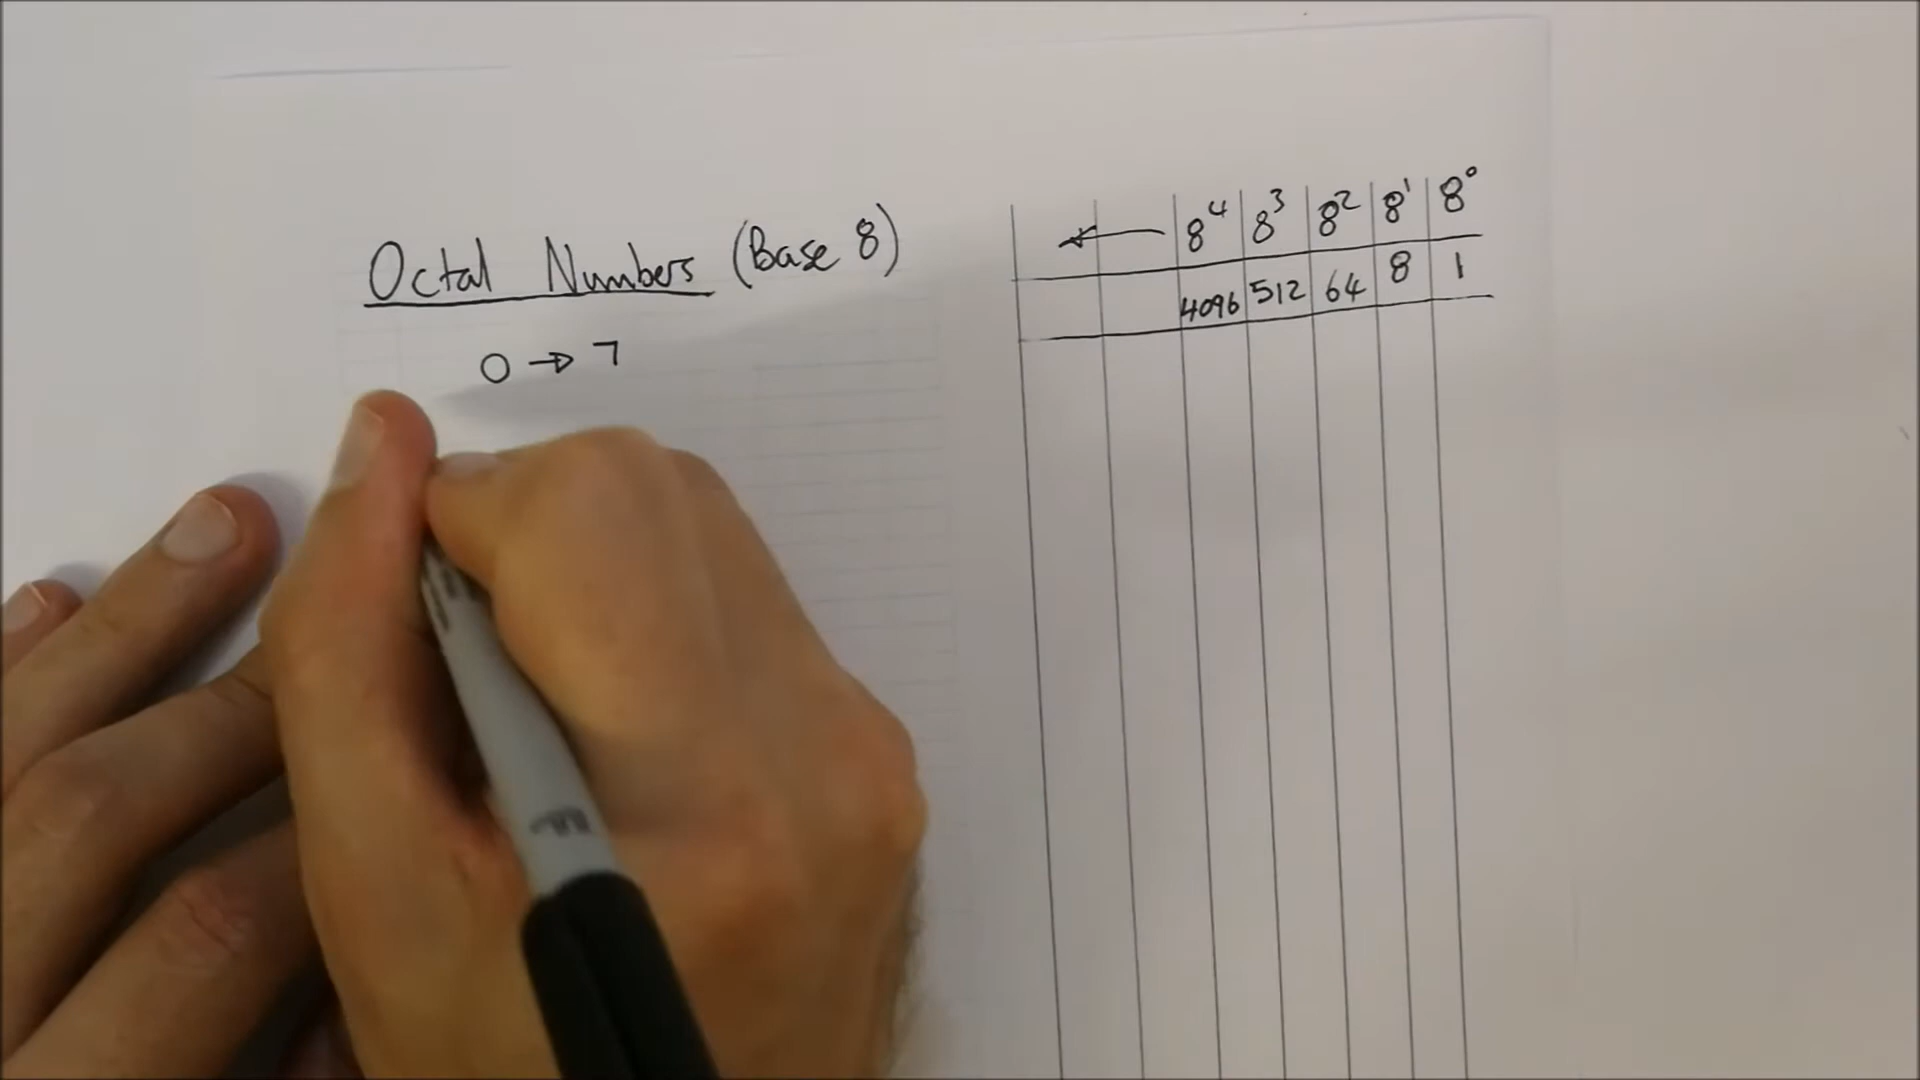 Octal Numbers (Base 8)
0 → 7
← 8⁴ 8³ 8² 8¹ 8⁰
4096 512 64 8 1